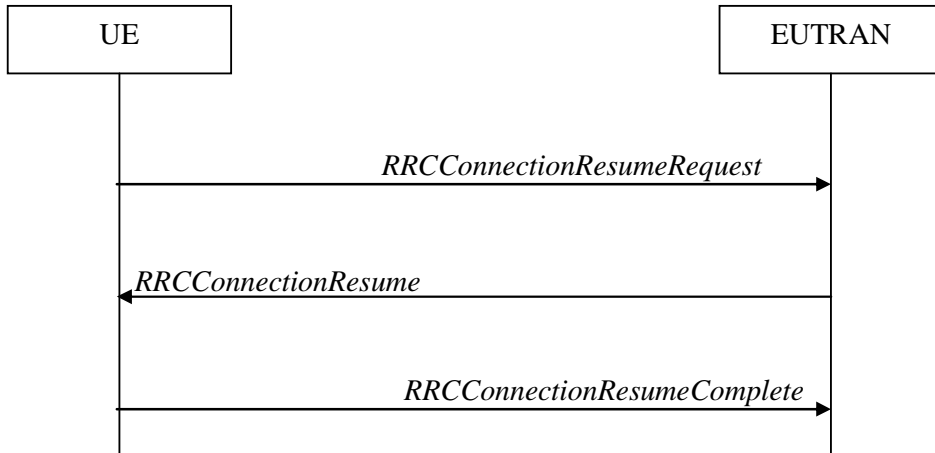 UE
EUTRAN
RRCConnectionResumeRequest
RRCConnectionResume
RRCConnectionResumeComplete